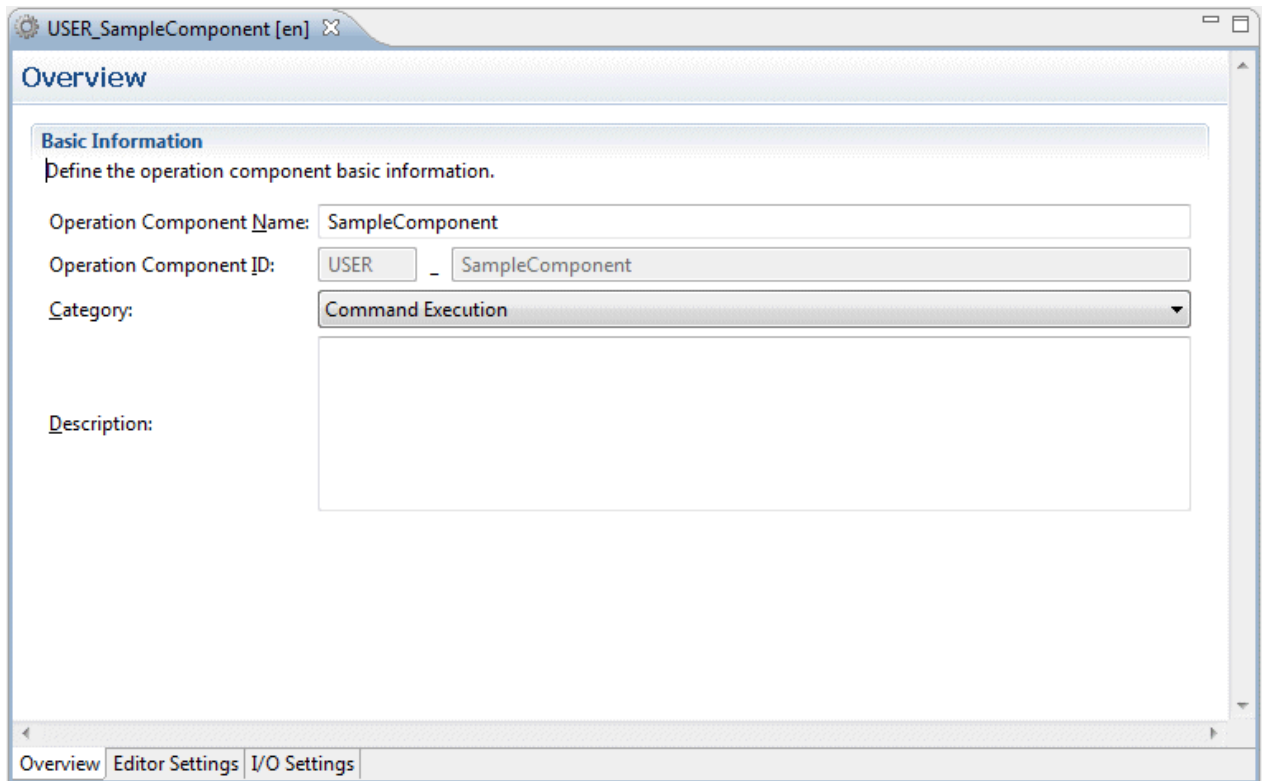 USER_SampleComponent [en]
Overview
Basic Information
Define the operation component basic information.
Operation Component Name: SampleComponent
Operation Component ID: USER _ SampleComponent
Category: Command Execution
Description:
Overview Editor Settings I/O Settings